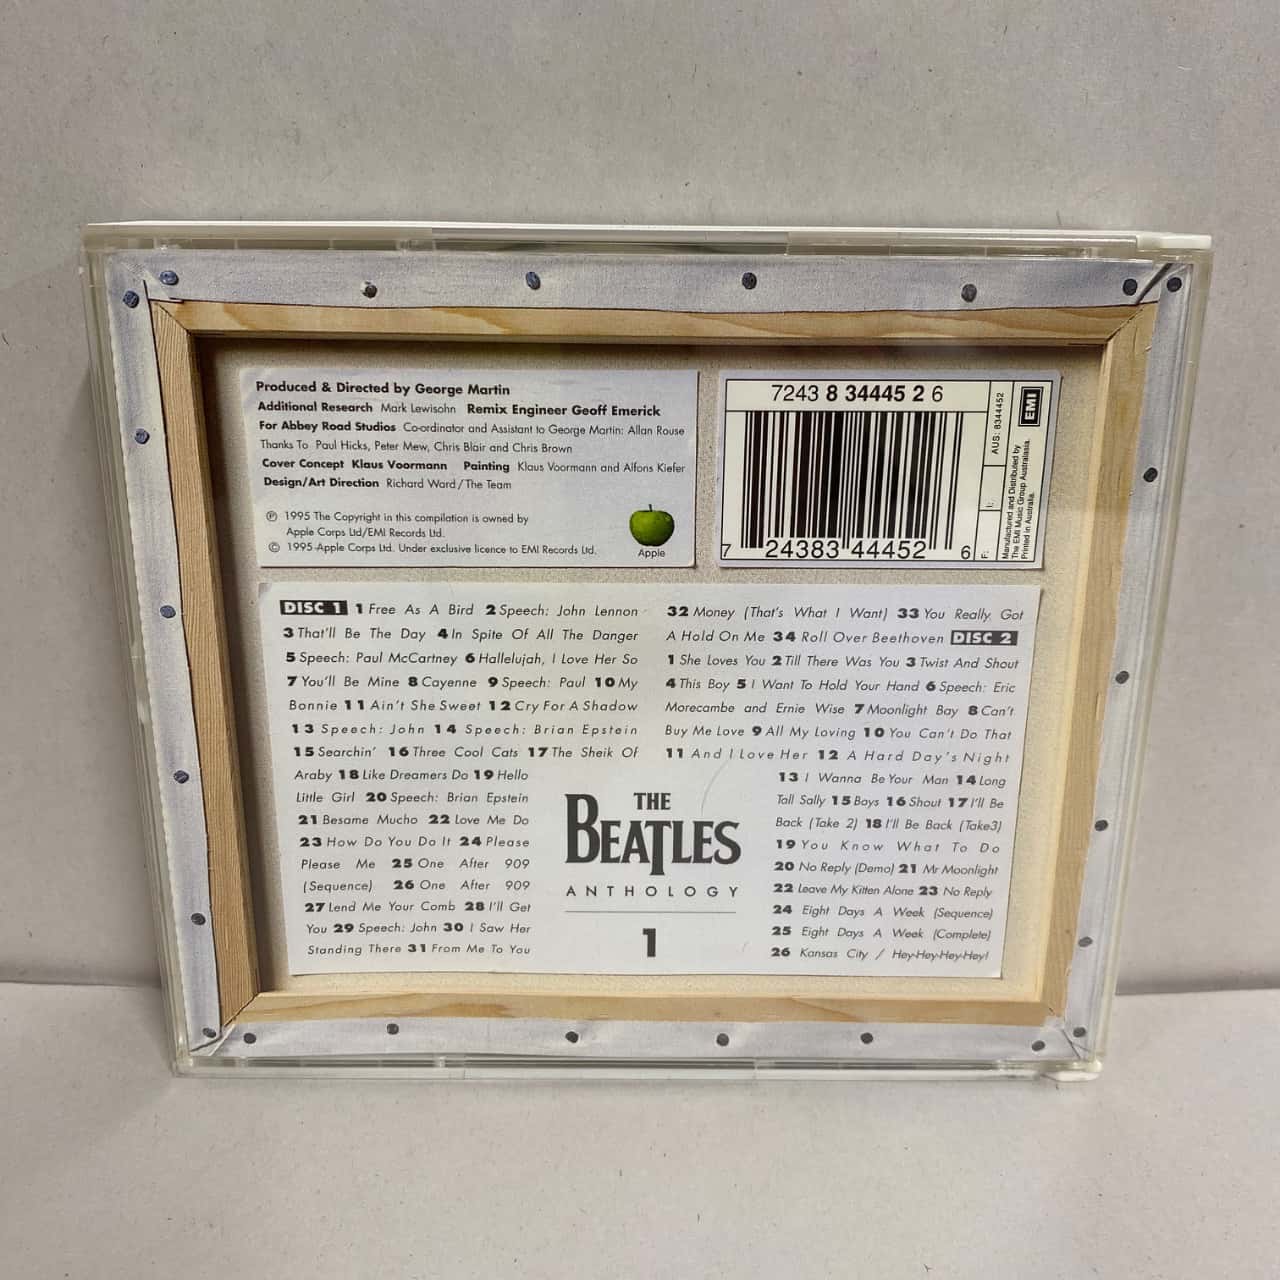 Produced & Directed by George Martin
Additional Research Mark Lewisohn Remix Engineer Geoff Emerick
For Abbey Road Studios Co-ordinator and Assistant to George Martin: Allan Rouse
Thanks To Paul Hicks, Peter Mew, Chris Blair and Chris Brown
Cover Concept Klaus Voormann Painting Klaus Voormann and Alfons Kiefer
Design/Art Direction Richard Ward/The Team
℗ 1995 The Copyright in this compilation is owned by
Apple Corps Ltd/EMI Records Ltd.
© 1995 Apple Corps Ltd. Under exclusive licence to EMI Records Ltd.
Apple
7243 8 34445 2 6
7 24383 44452 6
F:
I:
AUS: 8344452
EMI
Manufactured and Distributed by
The EMI Music Group Australasia.
Printed in Australia.
DISC 1 1 Free As A Bird 2 Speech: John Lennon
3 That'll Be The Day 4 In Spite Of All The Danger
5 Speech: Paul McCartney 6 Hallelujah, I Love Her So
7 You'll Be Mine 8 Cayenne 9 Speech: Paul 10 My
Bonnie 11 Ain't She Sweet 12 Cry For A Shadow
13 Speech: John 14 Speech: Brian Epstein
15 Searchin' 16 Three Cool Cats 17 The Sheik Of
Araby 18 Like Dreamers Do 19 Hello
Little Girl 20 Speech: Brian Epstein
21 Besame Mucho 22 Love Me Do
23 How Do You Do It 24 Please
Please Me 25 One After 909
(Sequence) 26 One After 909
27 Lend Me Your Comb 28 I'll Get
You 29 Speech: John 30 I Saw Her
Standing There 31 From Me To You
32 Money (That's What I Want) 33 You Really Got
A Hold On Me 34 Roll Over Beethoven DISC 2
1 She Loves You 2 Till There Was You 3 Twist And Shout
4 This Boy 5 I Want To Hold Your Hand 6 Speech: Eric
Morecambe and Ernie Wise 7 Moonlight Bay 8 Can't
Buy Me Love 9 All My Loving 10 You Can't Do That
11 And I Love Her 12 A Hard Day's Night
13 I Wanna Be Your Man 14 Long
Tall Sally 15 Boys 16 Shout 17 I'll Be
Back (Take 2) 18 I'll Be Back (Take3)
19 You Know What To Do
20 No Reply (Demo) 21 Mr Moonlight
22 Leave My Kitten Alone 23 No Reply
24 Eight Days A Week (Sequence)
25 Eight Days A Week (Complete)
26 Kansas City / Hey-Hey-Hey-Hey!
THE
BEATLES
ANTHOLOGY
1